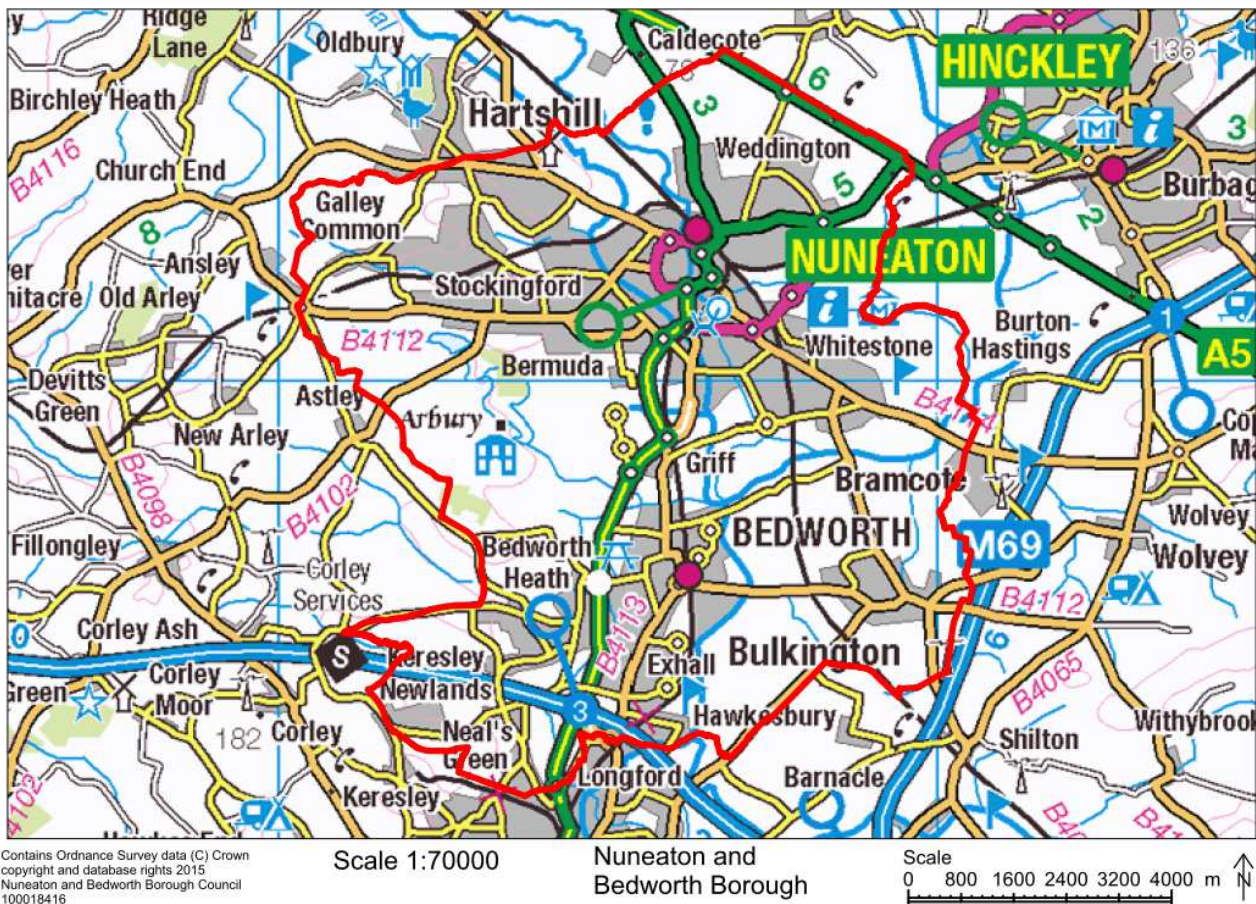 Ridge
Lane
Oldbury
Caldecote
HINCKLEY
136
Birchley Heath
Hartshill
6
3
3
B4116
Church End
Weddington
i
Galley
Common
5
2
8
Ansley
NUNEATON
Old Arley
Stockingford
i
1
B4112
Whitestone
Burton
Hastings
A5
Bermuda
Devitts
Green
Astley
Arbury
New Arley
Griff
Bramcote
B4098
B4102
BEDWORTH
Wolvey
Fillongley
Bedworth
Heath
M69
Wolvey
Corley
Services
B4112
Corley Ash
B4113
9
S
Keresley
Newlands
Exhall
Bulkington
B4065
Green
Corley
Moor
3
Hawkesbury
182
Corley
Neal's
Green
Shilton
Longford
Barnacle
Keresley
Contains Ordnance Survey data (C) Crown
copyright and database rights 2015
Nuneaton and Bedworth Borough Council
100018416
Scale 1:70000
Nuneaton and
Bedworth Borough
Scale
0 800 1600 2400 3200 4000 m
N